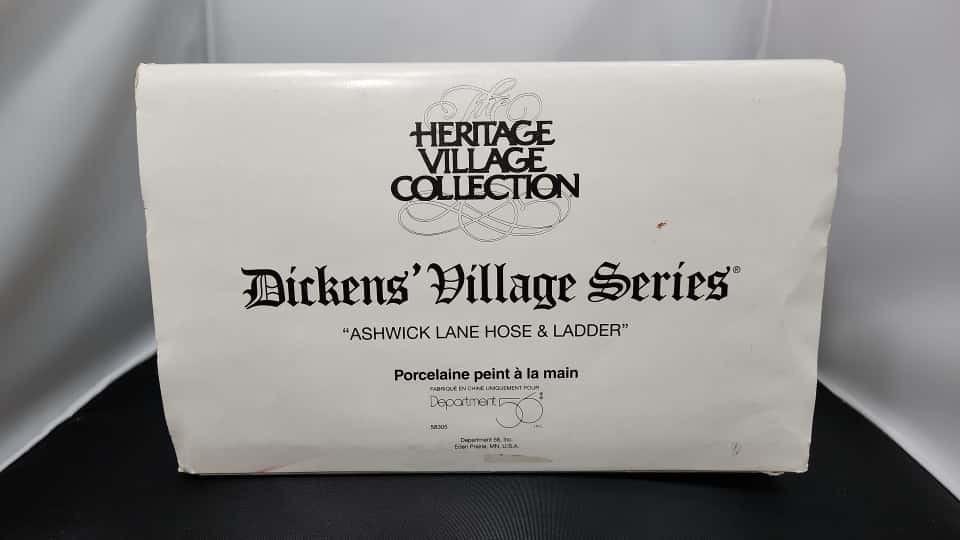 The
HERITAGE
VILLAGE
COLLECTION
Dickens' Village Series®
"ASHWICK LANE HOSE & LADDER"
Porcelaine peint à la main
FABRIQUÉ EN CHINE UNIQUEMENT POUR
Department 56®
58305
INC.
Department 56, Inc.
Eden Prairie, MN, U.S.A.